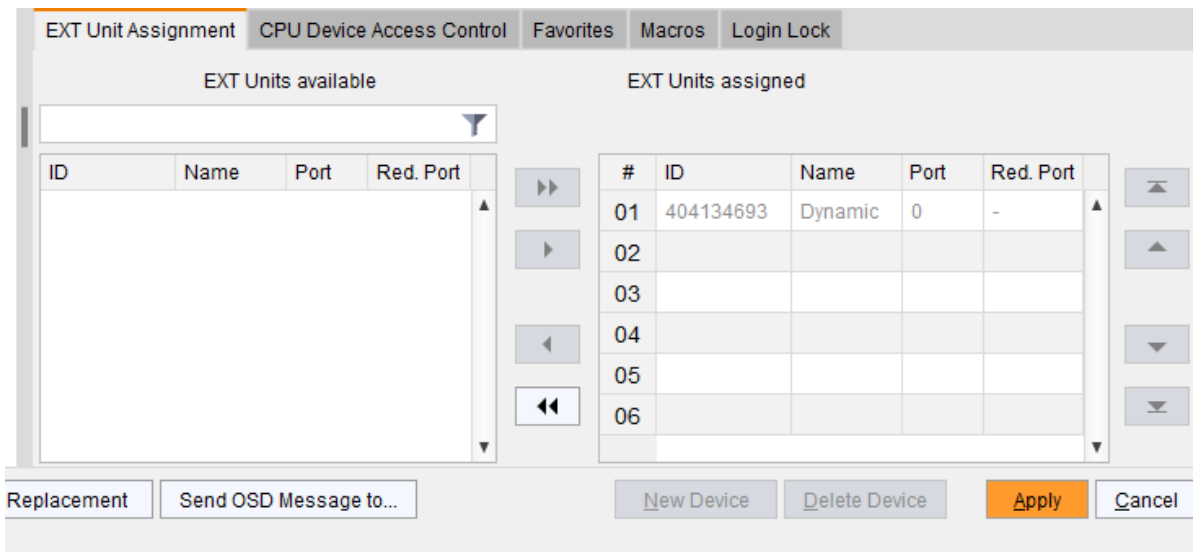 EXT Unit Assignment CPU Device Access Control Favorites Macros Login Lock
EXT Units available EXT Units assigned
ID Name Port Red. Port # ID Name Port Red. Port
01 404134693 Dynamic 0 -
02
03
04
05
06
Replacement Send OSD Message to... New Device Delete Device Apply Cancel